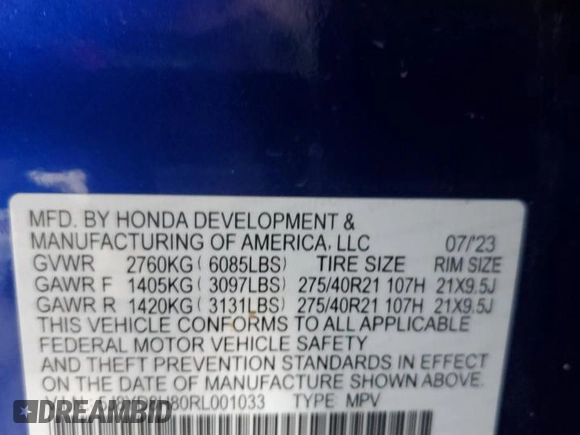 MFD. BY HONDA DEVELOPMENT &
MANUFACTURING OF AMERICA, LLC 07/'23
GVWR 2760KG ( 6085LBS) TIRE SIZE RIM SIZE
GAWR F 1405KG ( 3097LBS) 275/40R21 107H 21X9.5J
GAWR R 1420KG ( 3131LBS) 275/40R21 107H 21X9.5J
THIS VEHICLE CONFORMS TO ALL APPLICABLE
FEDERAL MOTOR VEHICLE SAFETY
AND THEFT PREVENTION STANDARDS IN EFFECT
ON THE DATE OF MANUFACTURE SHOWN ABOVE.
80RL001033 TYPE: MPV
DREAMBID